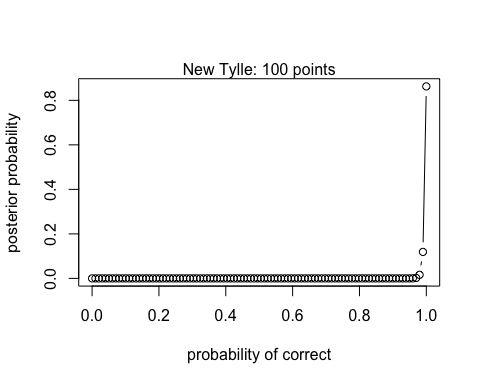 New Tylle: 100 points
posterior probability
0.8
0.6
0.4
0.2
0.0
0.0 0.2 0.4 0.6 0.8 1.0
probability of correct